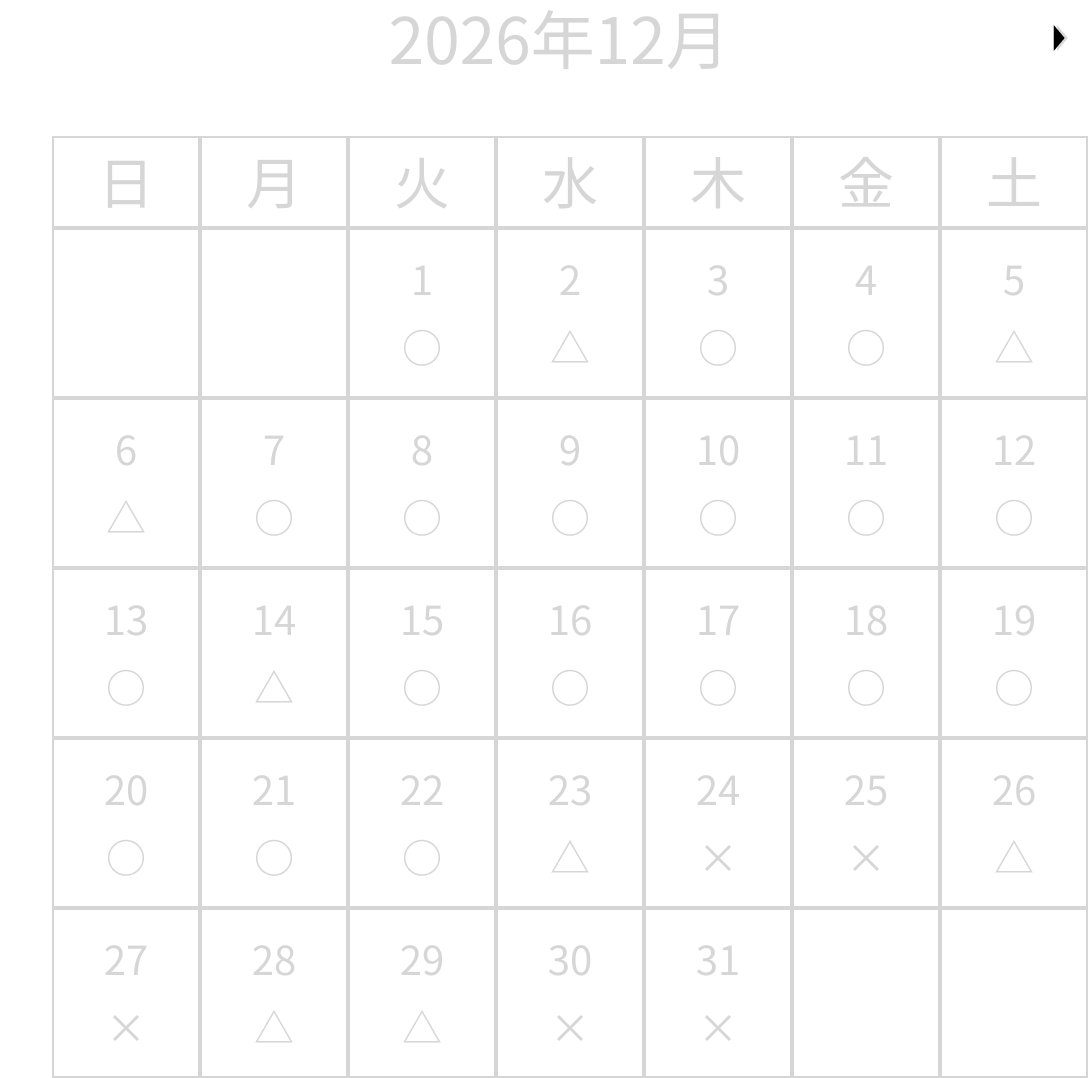 2026年12月
日 月 火 水 木 金 土
1 2 3 4 5
○ △ ○ ○ △
6 7 8 9 10 11 12
△ ○ ○ ○ ○ ○ ○
13 14 15 16 17 18 19
○ △ ○ ○ ○ ○ ○
20 21 22 23 24 25 26
○ ○ ○ △ × × △
27 28 29 30 31
× △ △ × ×